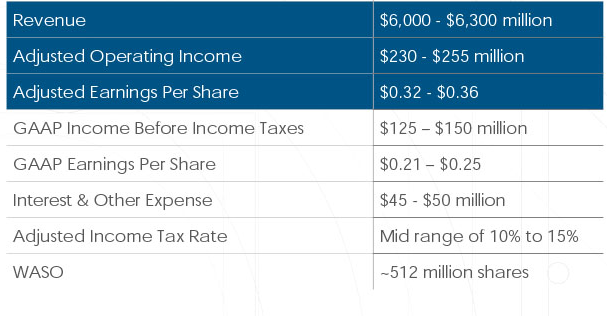 Revenue $6,000 - $6,300 million
Adjusted Operating Income $230 - $255 million
Adjusted Earnings Per Share $0.32 - $0.36
GAAP Income Before Income Taxes $125 – $150 million
GAAP Earnings Per Share $0.21 – $0.25
Interest & Other Expense $45 - $50 million
Adjusted Income Tax Rate Mid range of 10% to 15%
WASO ~512 million shares